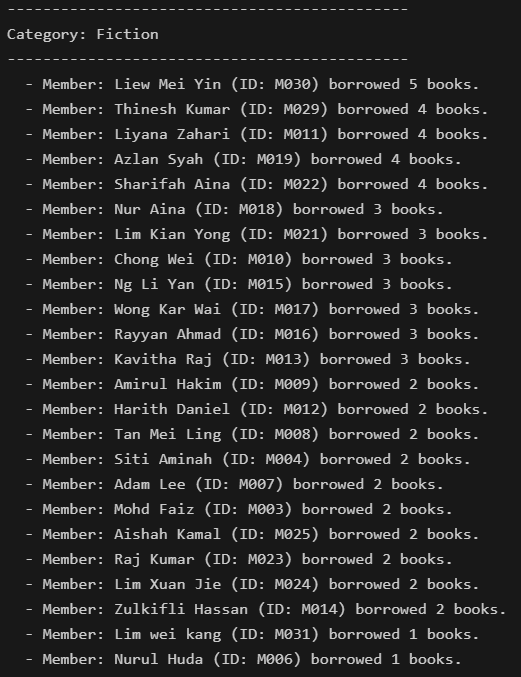 ---------------------------------------------
Category: Fiction
---------------------------------------------
- Member: Liew Mei Yin (ID: M030) borrowed 5 books.
- Member: Thinesh Kumar (ID: M029) borrowed 4 books.
- Member: Liyana Zahari (ID: M011) borrowed 4 books.
- Member: Azlan Syah (ID: M019) borrowed 4 books.
- Member: Sharifah Aina (ID: M022) borrowed 4 books.
- Member: Nur Aina (ID: M018) borrowed 3 books.
- Member: Lim Kian Yong (ID: M021) borrowed 3 books.
- Member: Chong Wei (ID: M010) borrowed 3 books.
- Member: Ng Li Yan (ID: M015) borrowed 3 books.
- Member: Wong Kar Wai (ID: M017) borrowed 3 books.
- Member: Rayyan Ahmad (ID: M016) borrowed 3 books.
- Member: Kavitha Raj (ID: M013) borrowed 3 books.
- Member: Amirul Hakim (ID: M009) borrowed 2 books.
- Member: Harith Daniel (ID: M012) borrowed 2 books.
- Member: Tan Mei Ling (ID: M008) borrowed 2 books.
- Member: Siti Aminah (ID: M004) borrowed 2 books.
- Member: Adam Lee (ID: M007) borrowed 2 books.
- Member: Mohd Faiz (ID: M003) borrowed 2 books.
- Member: Aishah Kamal (ID: M025) borrowed 2 books.
- Member: Raj Kumar (ID: M023) borrowed 2 books.
- Member: Lim Xuan Jie (ID: M024) borrowed 2 books.
- Member: Zulkifli Hassan (ID: M014) borrowed 2 books.
- Member: Lim wei kang (ID: M031) borrowed 1 books.
- Member: Nurul Huda (ID: M006) borrowed 1 books.